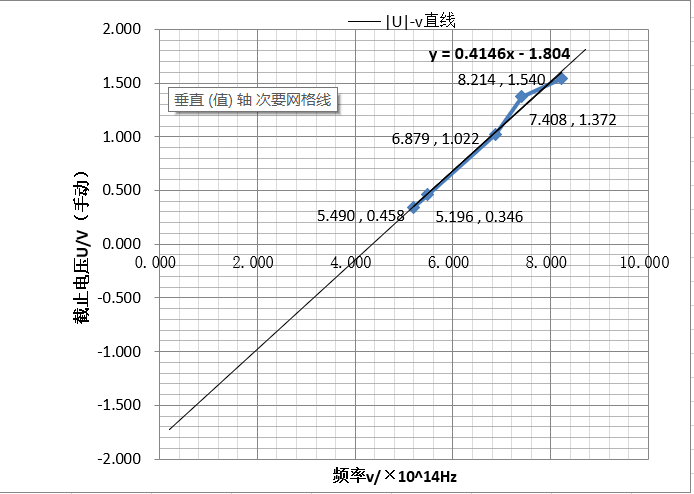 |U|-v直线
2.000
y = 0.4146x - 1.804
8.214 , 1.540
1.500
垂直 (值) 轴 次要网格线
7.408 , 1.372
1.000
6.879 , 1.022
0.500
5.490 , 0.458
5.196 , 0.346
0.000
0.000 2.000 4.000 6.000 8.000 10.000
-0.500
-1.000
-1.500
-2.000
截止电压U/V（手动）
频率v/×10^14Hz